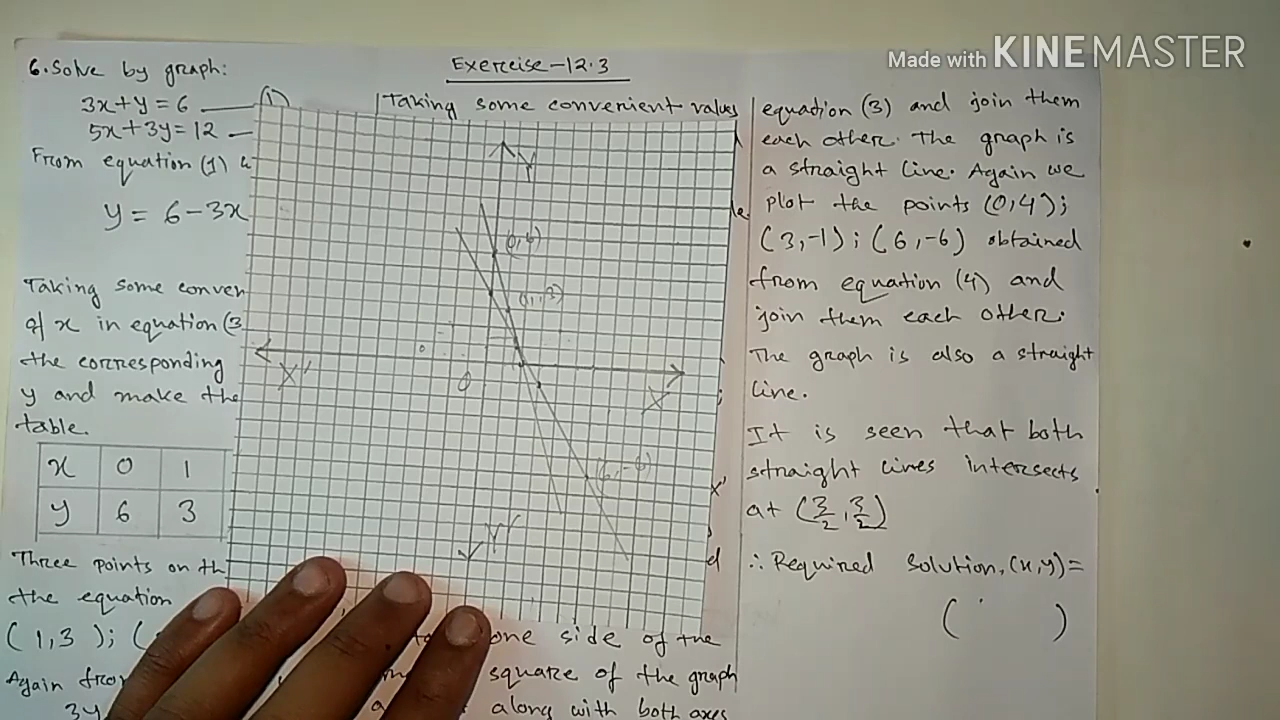 Made with KINEMASTER
Exercise-12.3
6. Solve by graph:
3x+y=6 (1)
5x+3y=12
From equation (1)
y = 6-3x
Taking some conven
of x in equation (3
the corresponding
y and make the
table.
x 0 1
y 6 3
Three points on th
the equation
(1,3); (
Again from
3y
Taking some convenient values
Y
(0,6)
(1,3)
X'
0
X
(6,-6)
Y'
x'
one side of the
square of the graph
along with both axes
equation (3) and join them
each other. The graph is
a straight line. Again we
plot the points (0,4);
(3,-1); (6,-6) obtained
from equation (4) and
join them each other.
The graph is also a straight
line.
It is seen that both
straight lines intersects
at (3/2, 3/2)
∴ Required solution, (x,y)=
( )